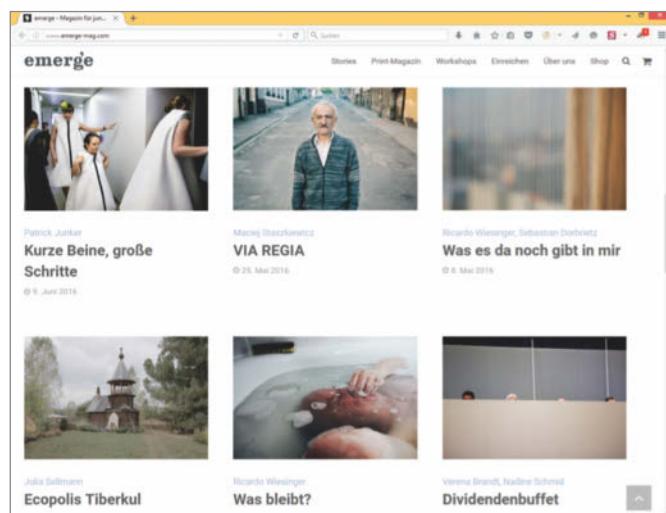 emerge - Magazin für jun...
www.emerge-mag.com
Suchen
emerge
Stories Print-Magazin Workshops Einreichen Über uns Shop
Patrick Junker
Kurze Beine, große
Schritte
9. Juni 2016
Maciej Staszkiewicz
VIA REGIA
25. Mai 2016
Ricardo Wiesinger, Sebastian Dorbrietz
Was es da noch gibt in mir
8. Mai 2016
Julia Sellmann
Ecopolis Tiberkul
Ricardo Wiesinger
Was bleibt?
Verena Brandt, Nadine Schmid
Dividendenbuffet